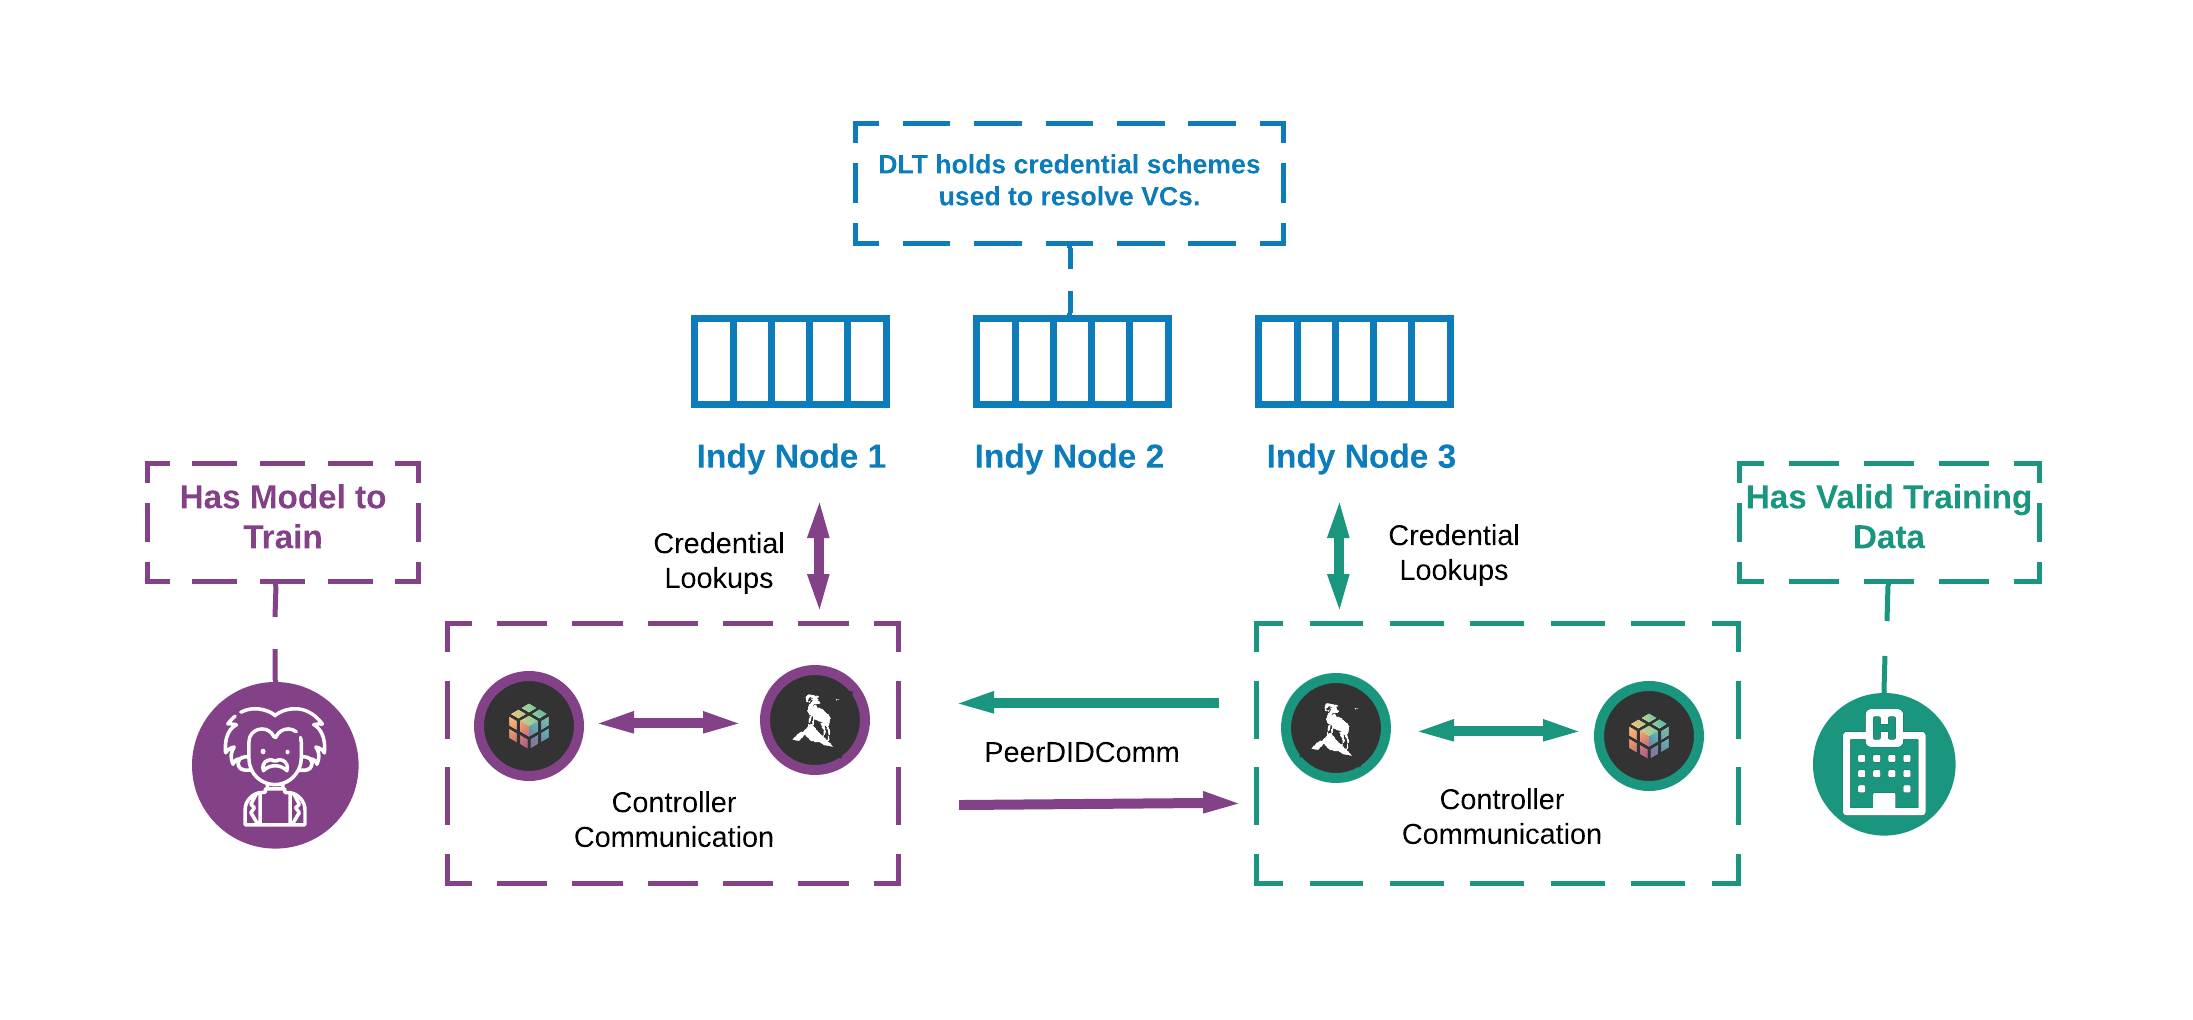 DLT holds credential schemes
used to resolve VCs.
Indy Node 1
Indy Node 2
Indy Node 3
Has Model to
Train
Has Valid Training
Data
Credential
Lookups
Credential
Lookups
PeerDIDComm
Controller
Communication
Controller
Communication
H